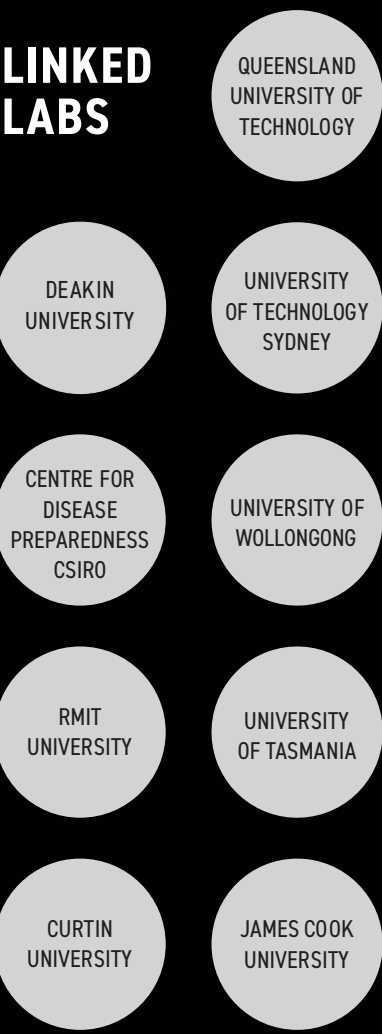 LINKED
LABS
QUEENSLAND
UNIVERSITY OF
TECHNOLOGY
DEAKIN
UNIVERSITY
UNIVERSITY
OF TECHNOLOGY
SYDNEY
CENTRE FOR
DISEASE
PREPAREDNESS
CSIRO
UNIVERSITY OF
WOLLONGONG
RMIT
UNIVERSITY
UNIVERSITY
OF TASMANIA
CURTIN
UNIVERSITY
JAMES COOK
UNIVERSITY